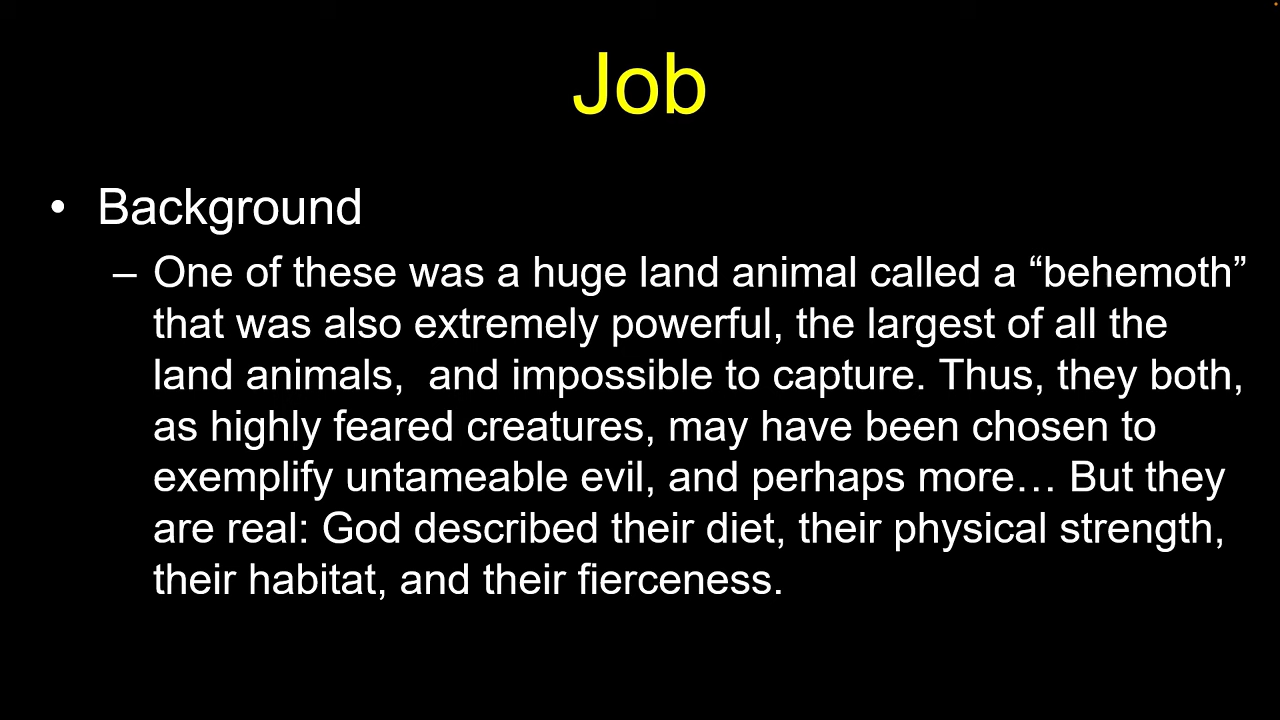 Job
• Background
– One of these was a huge land animal called a “behemoth”
that was also extremely powerful, the largest of all the
land animals,  and impossible to capture. Thus, they both,
as highly feared creatures, may have been chosen to
exemplify untameable evil, and perhaps more… But they
are real: God described their diet, their physical strength,
their habitat, and their fierceness.